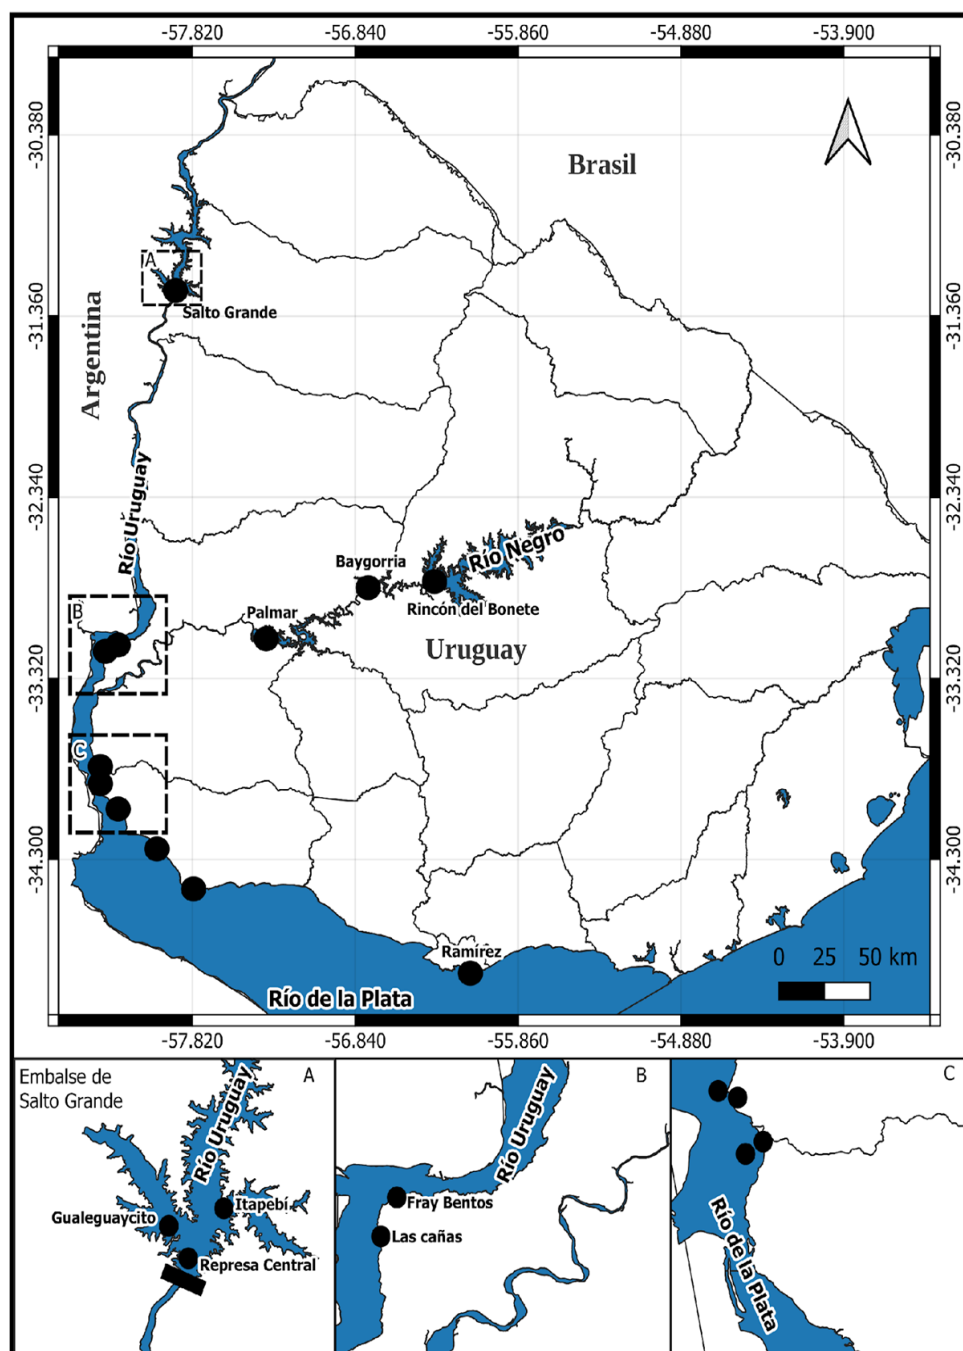 -57.820 -56.840 -55.860 -54.880 -53.900
-30.380
-31.360
-32.340
-33.320
-34.300
-30.880
-31.360
-32.340
-33.320
-34.300
Brasil
Argentina
A
Salto Grande
Río Uruguay
Río Negro
Baygorria
Rincón del Bonete
Palmar
Uruguay
B
C
Ramírez
Río de la Plata
0 25 50 km
-57.820 -56.840 -55.860 -54.880 -53.900
Embalse de
Salto Grande
A
Río Uruguay
Itapebí
Gualeguaycito
Represa Central
B
Río Uruguay
Fray Bentos
Las cañas
C
Río de la Plata